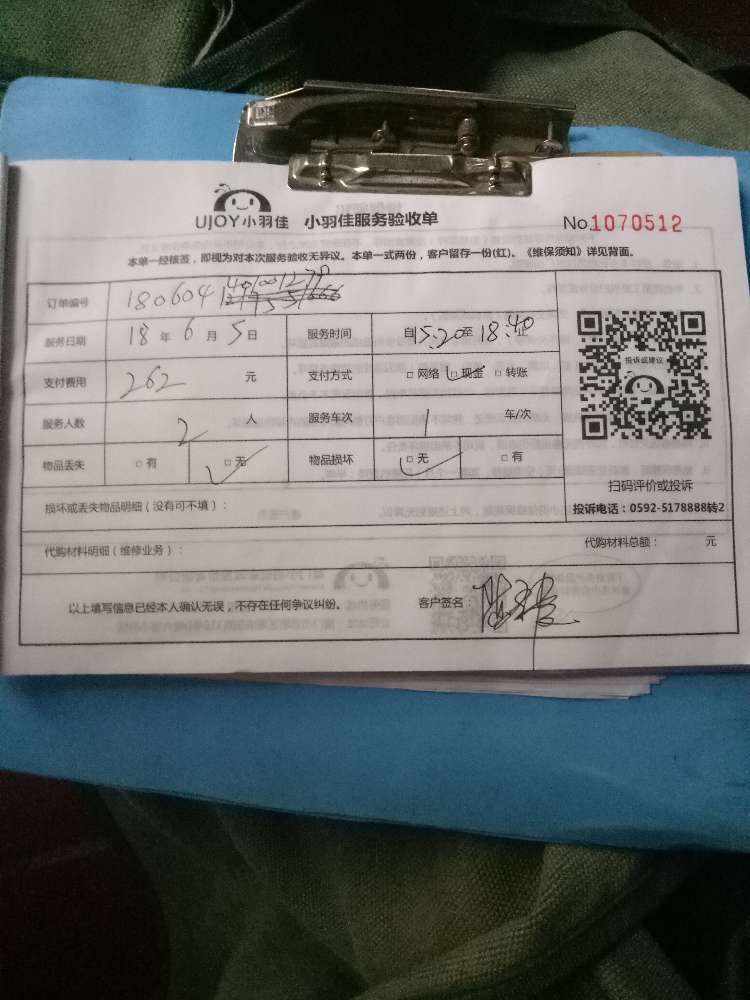 UJOY小羽佳 小羽佳服务验收单 No.1070512
本单一经核签，即视为对本次服务验收无异议。本单一式两份，客户留存一份(红)。《维保须知》详见背面。
订单编号 180604
服务日期 18 年 6 月 5 日 服务时间 自 15:20 至 18:40 止
支付费用 262 元 支付方式 □ 网络 □ 现金 □ 转账
服务人数 2 人 服务车次 1 车/次
物品丢失 □ 有 □ 无 物品损坏 □ 无 □ 有
投诉或建议
扫码评价或投诉
投诉电话：0592-5178888转2
损坏或丢失物品明细（没有可不填）：
代购材料明细（维修业务）： 代购材料总额： 元
以上填写信息已经本人确认无误，不存在任何争议纠纷。 客户签名：